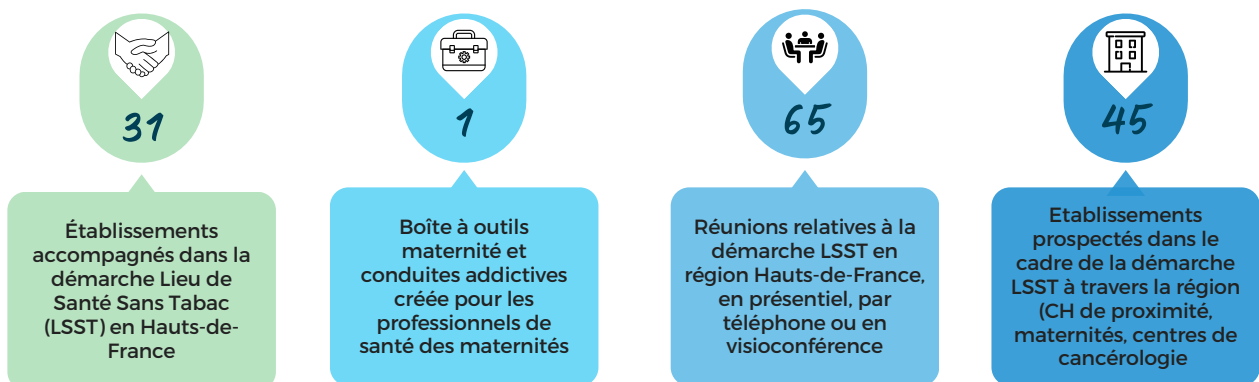 31
Établissements
accompagnés dans la
démarche Lieu de
Santé Sans Tabac
(LSST) en Hauts-de-
France
1
Boîte à outils
maternité et
conduites addictives
créée pour les
professionnels de
santé des maternités
65
Réunions relatives à la
démarche LSST en
région Hauts-de-France,
en présentiel, par
téléphone ou en
visioconférence
45
Etablissements
prospectés dans le
cadre de la démarche
LSST à travers la région
(CH de proximité,
maternités, centres de
cancérologie